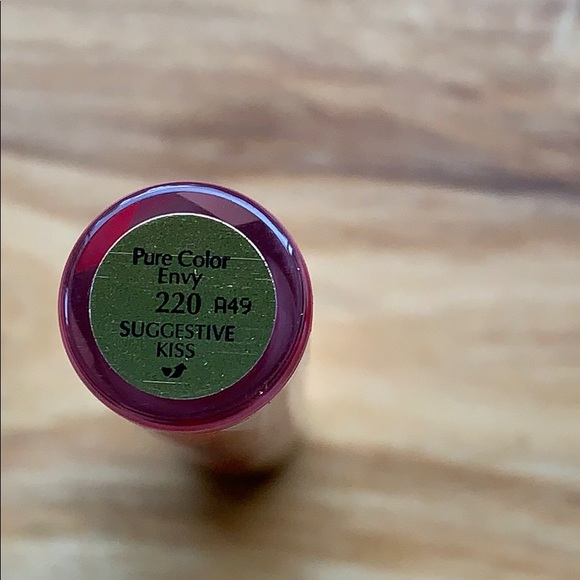 Pure Color
Envy
220 A49
SUGGESTIVE
KISS